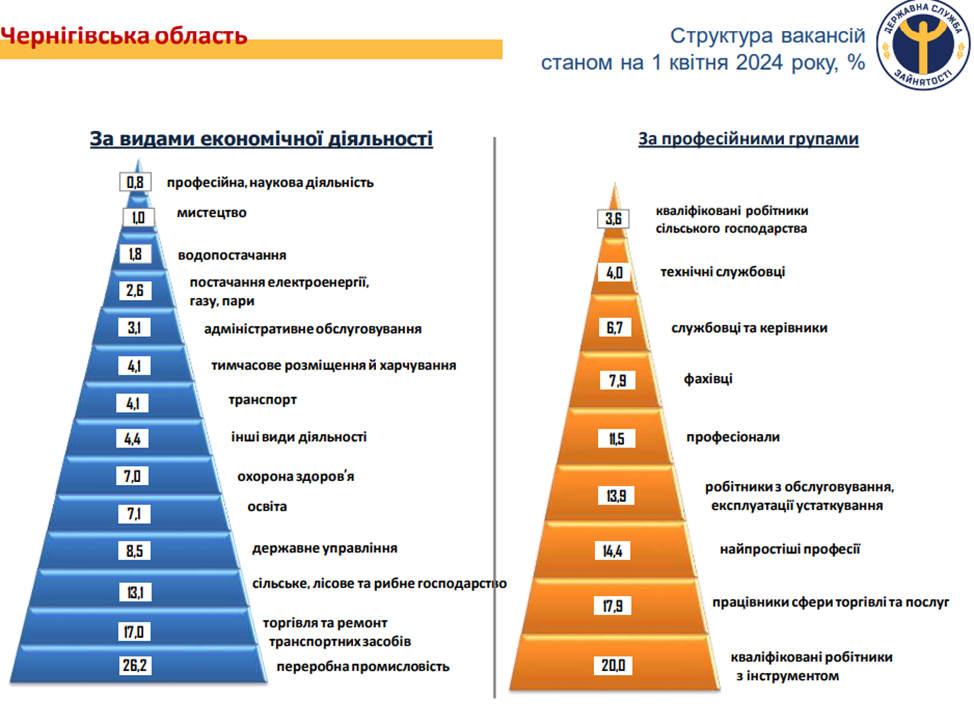 Чернігівська область
Структура вакансій
станом на 1 квітня 2024 року, %
ДЕРЖАВНА СЛУЖБА
ЗАЙНЯТОСТІ
За видами економічної діяльності
0,8 професійна, наукова діяльність
1,0 мистецтво
1,8 водопостачання
2,6 постачання електроенергії,
газу, пари
3,1 адміністративне обслуговування
4,1 тимчасове розміщення й харчування
4,1 транспорт
4,4 інші види діяльності
7,0 охорона здоров'я
7,1 освіта
8,5 державне управління
13,1 сільське, лісове та рибне господарство
17,0 торгівля та ремонт
транспортних засобів
26,2 переробна промисловість
За професійними групами
3,6 кваліфіковані робітники
сільського господарства
4,0 технічні службовці
6,7 службовці та керівники
7,9 фахівці
11,5 професіонали
13,9 робітники з обслуговування,
експлуатації устаткування
14,4 найпростіші професії
17,9 працівники сфери торгівлі та послуг
20,0 кваліфіковані робітники
з інструментом